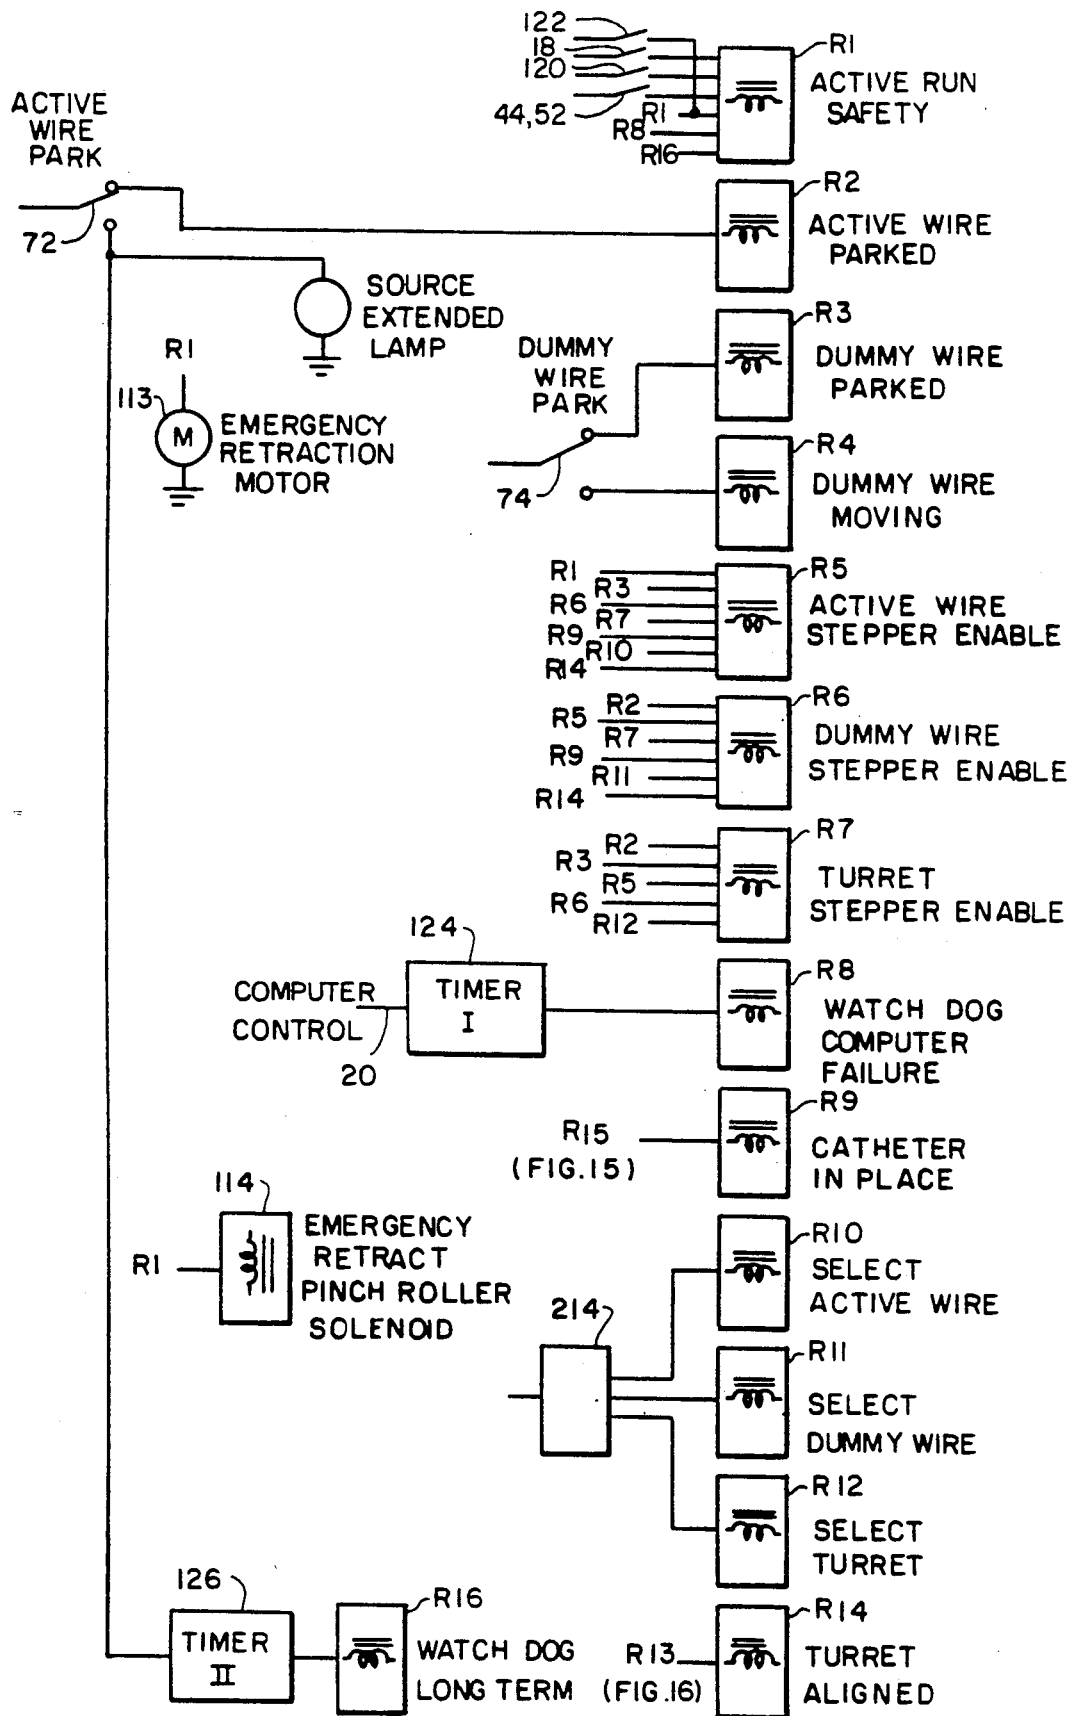 122
18
120
44,52
R1
R8
R16
R1
ACTIVE RUN
SAFETY
ACTIVE
WIRE
PARK
72
R2
ACTIVE WIRE
PARKED
SOURCE
EXTENDED
LAMP
R1
113
M
EMERGENCY
RETRACTION
MOTOR
DUMMY
WIRE
PARK
74
R3
DUMMY WIRE
PARKED
R4
DUMMY WIRE
MOVING
R1
R3
R6
R7
R9
R10
R14
R5
ACTIVE WIRE
STEPPER ENABLE
R2
R5
R7
R9
R11
R14
R6
DUMMY WIRE
STEPPER ENABLE
R2
R3
R5
R6
R12
R7
TURRET
STEPPER ENABLE
COMPUTER
CONTROL
20
124
TIMER
I
R8
WATCH DOG
COMPUTER
FAILURE
R15
(FIG.15)
R9
CATHETER
IN PLACE
R1
114
EMERGENCY
RETRACT
PINCH ROLLER
SOLENOID
214
R10
SELECT
ACTIVE WIRE
R11
SELECT
DUMMY WIRE
R12
SELECT
TURRET
126
TIMER
II
R16
WATCH DOG
LONG TERM
R13
(FIG.16)
R14
TURRET
ALIGNED